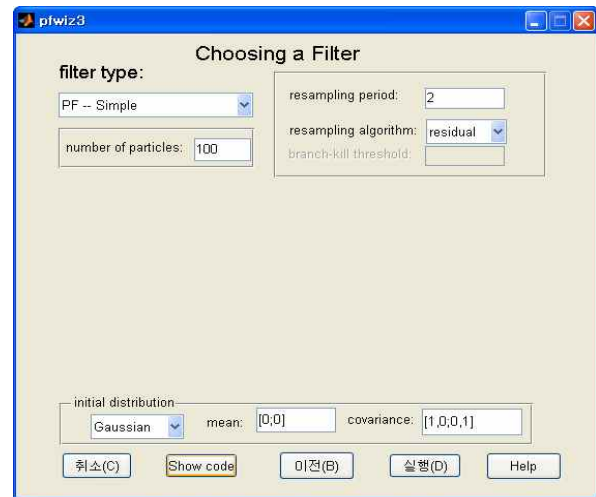 pfwiz3
Choosing a Filter
filter type:
PF -- Simple
number of particles: 100
resampling period: 2
resampling algorithm: residual
branch-kill threshold:
initial distribution
Gaussian mean: [0;0] covariance: [1,0;0,1]
취소(C) Show code 이전(B) 실행(D) Help